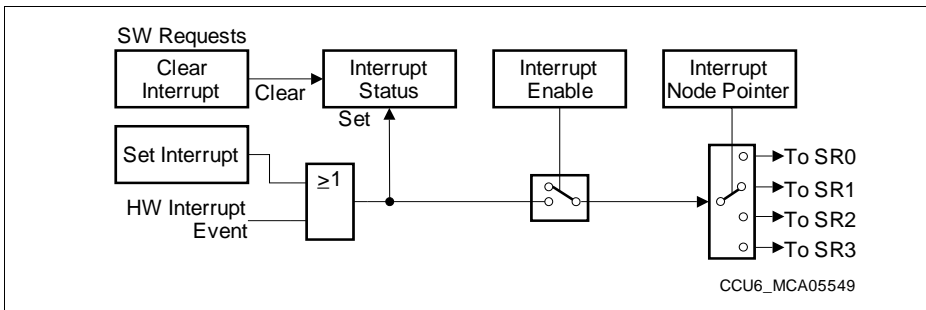 SW Requests
Clear
Interrupt
Clear
Interrupt
Status
Set
Interrupt
Enable
Interrupt
Node Pointer
Set Interrupt
≥1
HW Interrupt
Event
To SR0
To SR1
To SR2
To SR3
CCU6_MCA05549